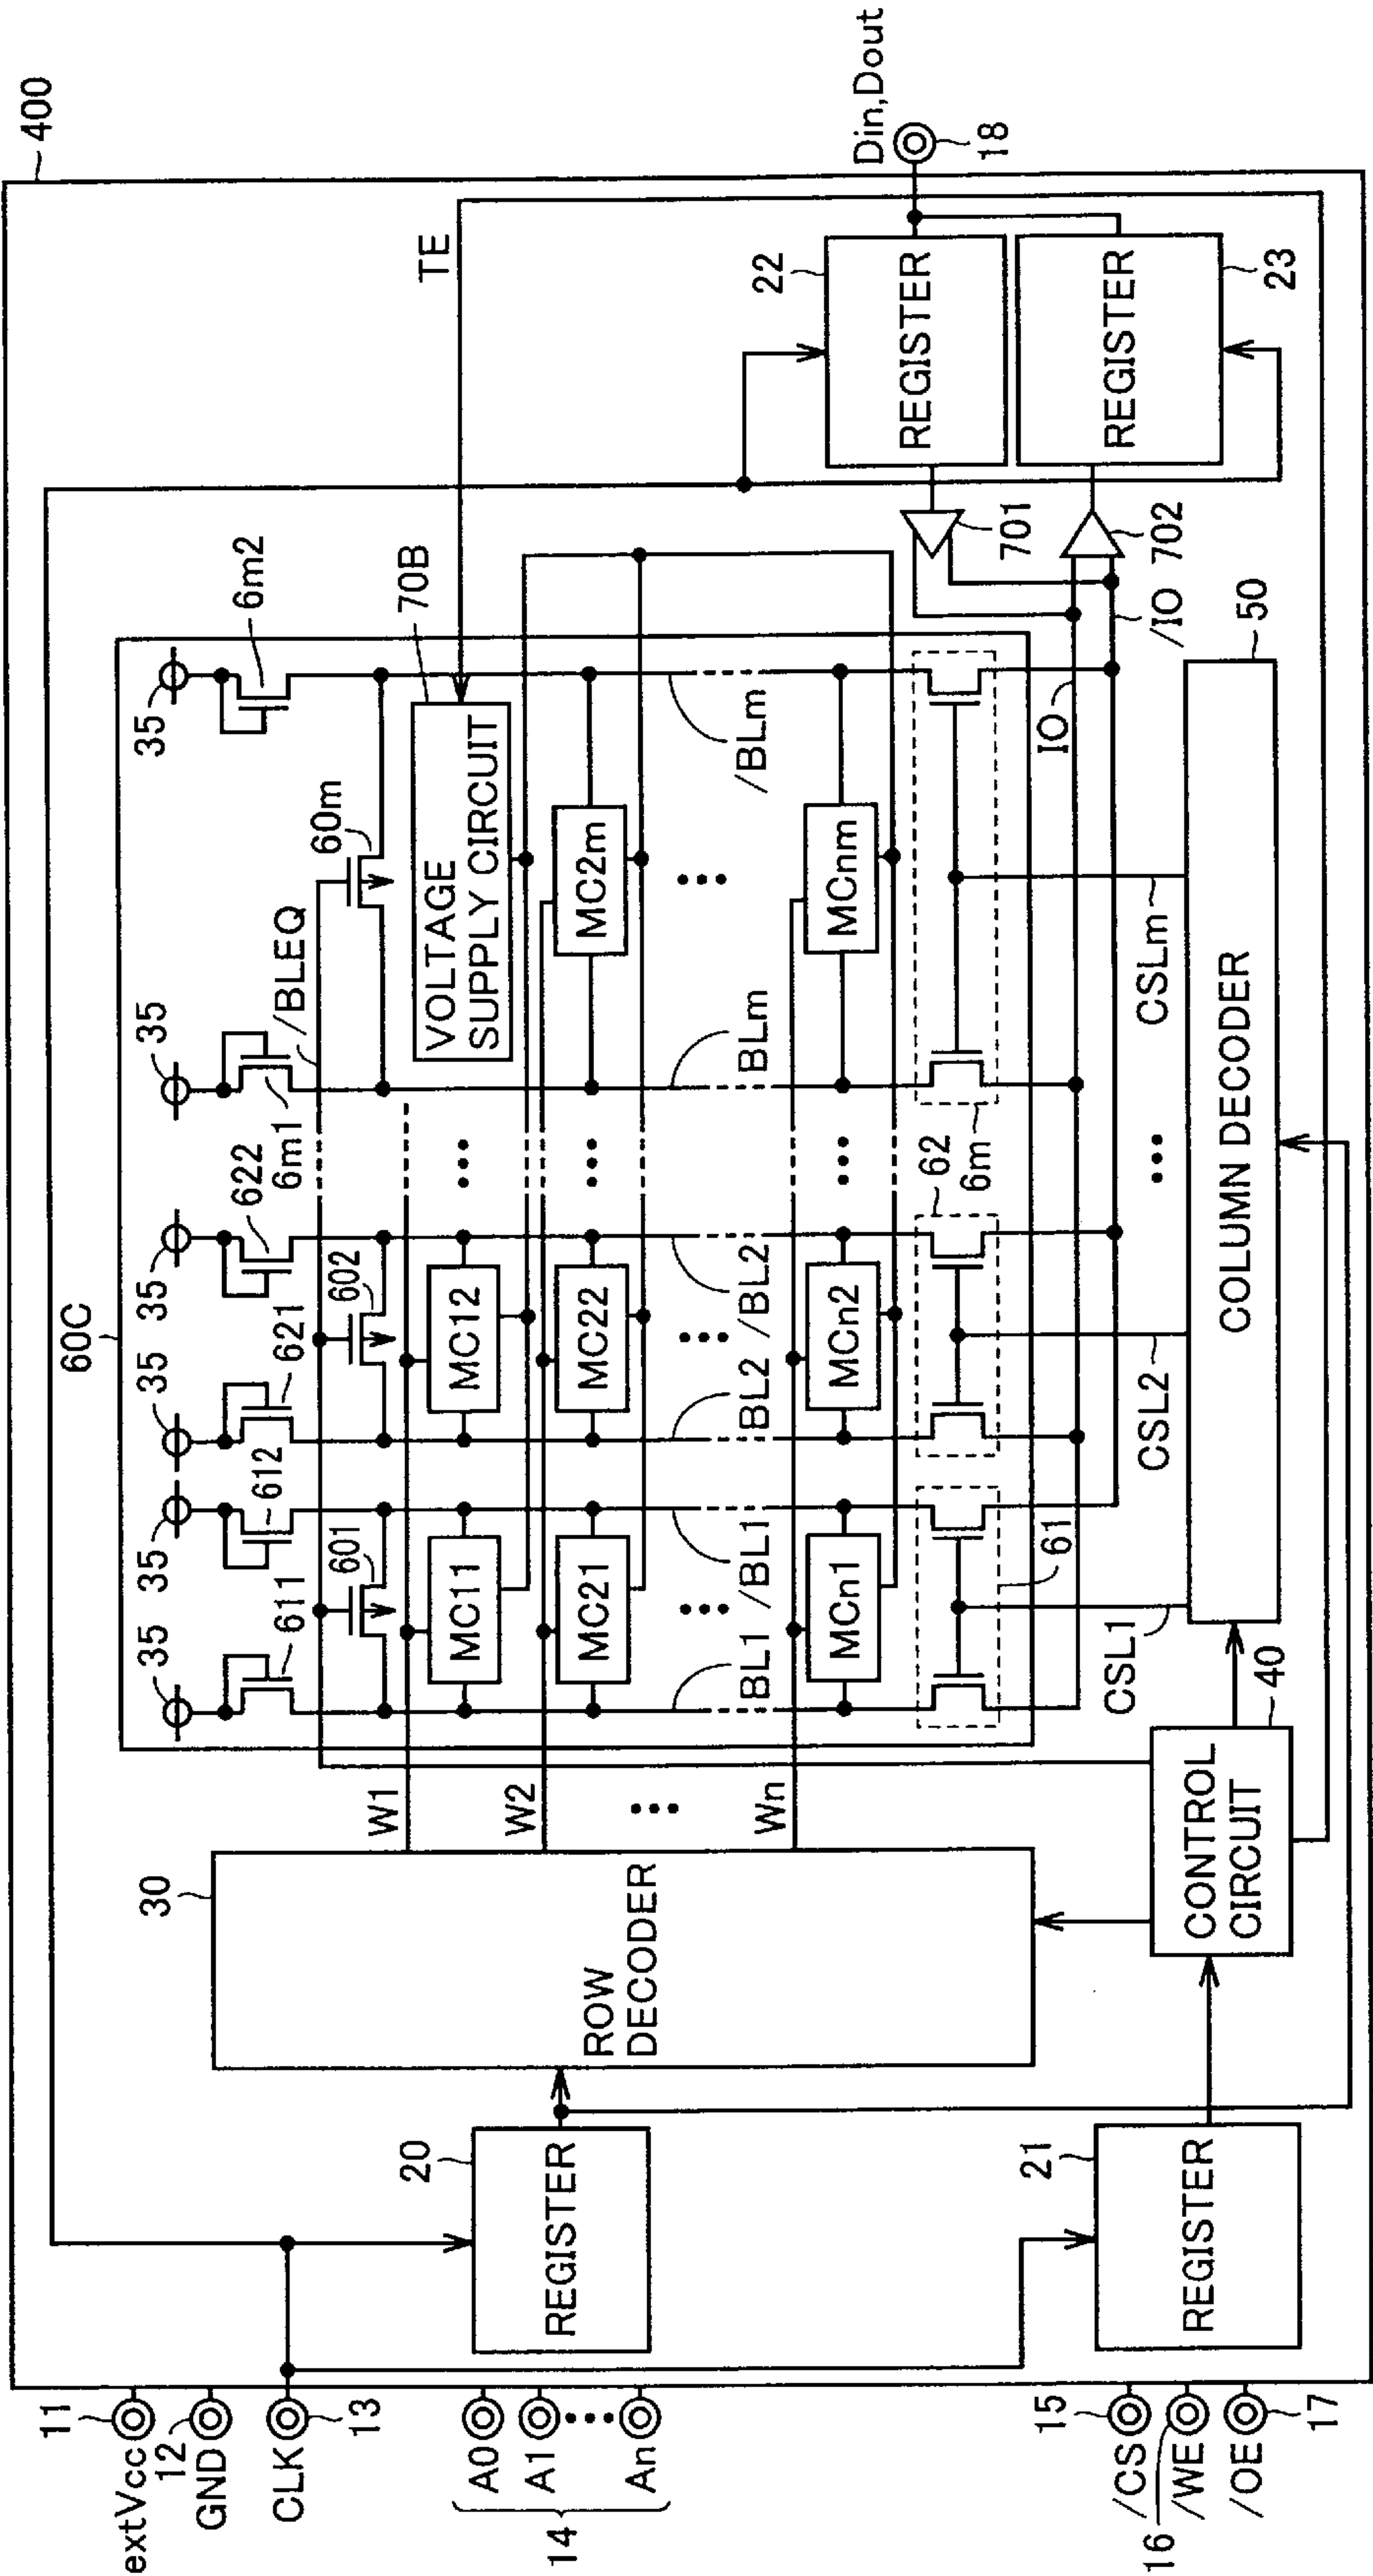 400
extVcc
11
12
GND
CLK
13
A0
A1
An
14
/CS
15
16
/WE
/OE
17
REGISTER
20
REGISTER
21
30
ROW
DECODER
CONTROL
CIRCUIT
40
W1
W2
Wn
60C
35
35
35
35
35
35
611
612
621
622
6m1
6m2
/BLEQ
601
602
60m
MC11
MC12
VOLTAGE
SUPPLY CIRCUIT
70B
TE
MC21
MC22
MC2m
BL1
/BL1
BL2
/BL2
BLm
/BLm
MCn1
MCn2
MCnm
61
62
6m
IO
/IO
CSL1
CSL2
CSLm
COLUMN DECODER
50
701
702
22
REGISTER
REGISTER
23
Din,Dout
18